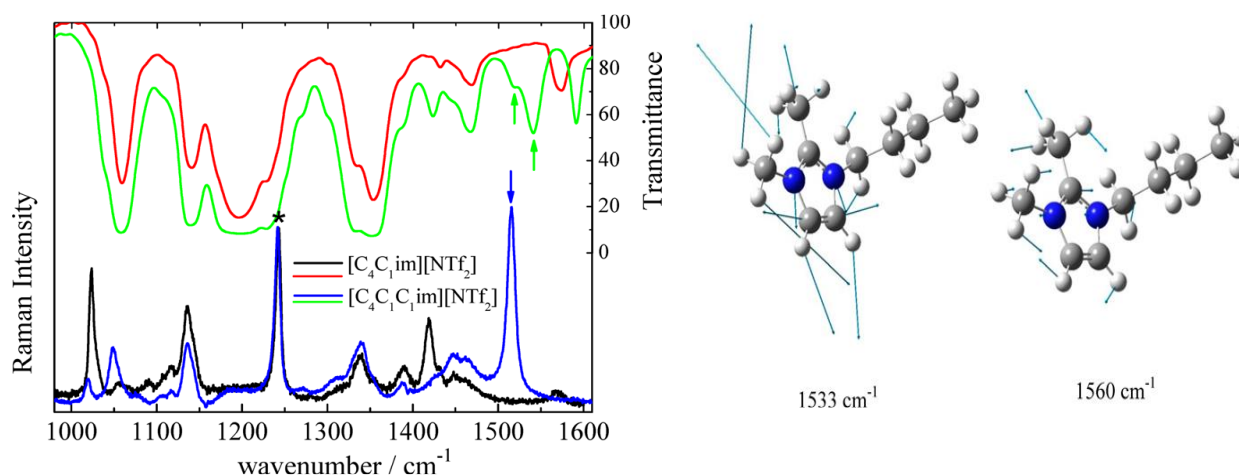 100
80
60
40
20
0
Transmittance
Raman Intensity
*
[C₄C₁im][NTf₂]
[C₄C₁C₁im][NTf₂]
1000 1100 1200 1300 1400 1500 1600
wavenumber / cm⁻¹
1533 cm⁻¹
1560 cm⁻¹